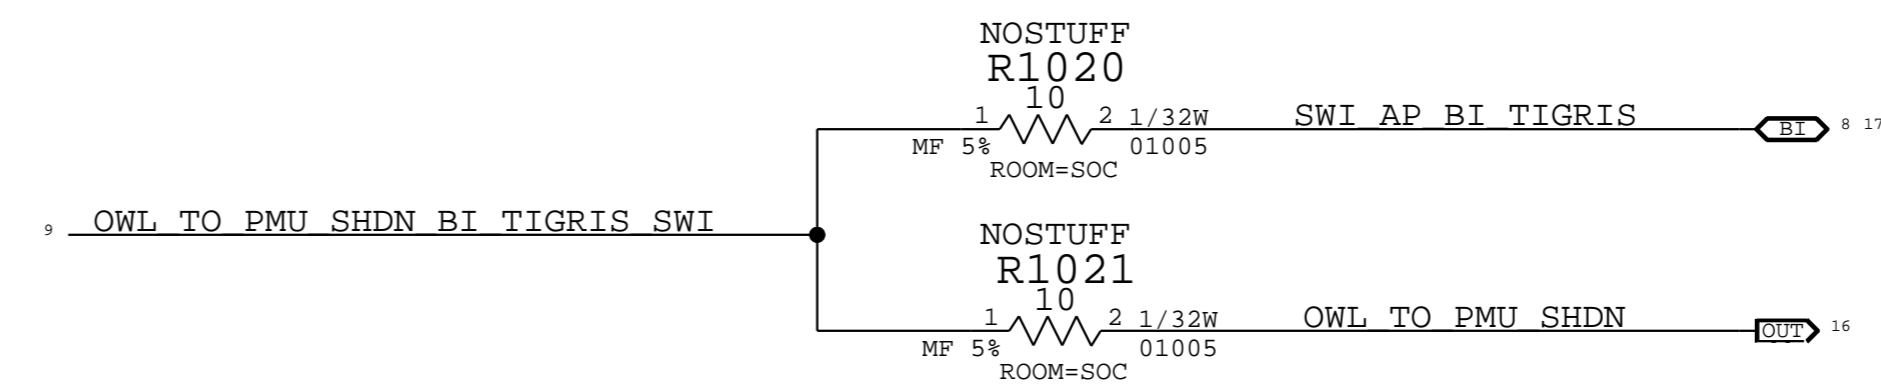 NOSTUFF
R1020
10
1 2 1/32W SWI_AP_BI_TIGRIS BI 8 17
MF 5% 01005
ROOM=SOC
9 OWL_TO_PMU_SHDN_BI_TIGRIS_SWI
NOSTUFF
R1021
10
1 2 1/32W OWL_TO_PMU_SHDN OUT 16
MF 5% 01005
ROOM=SOC